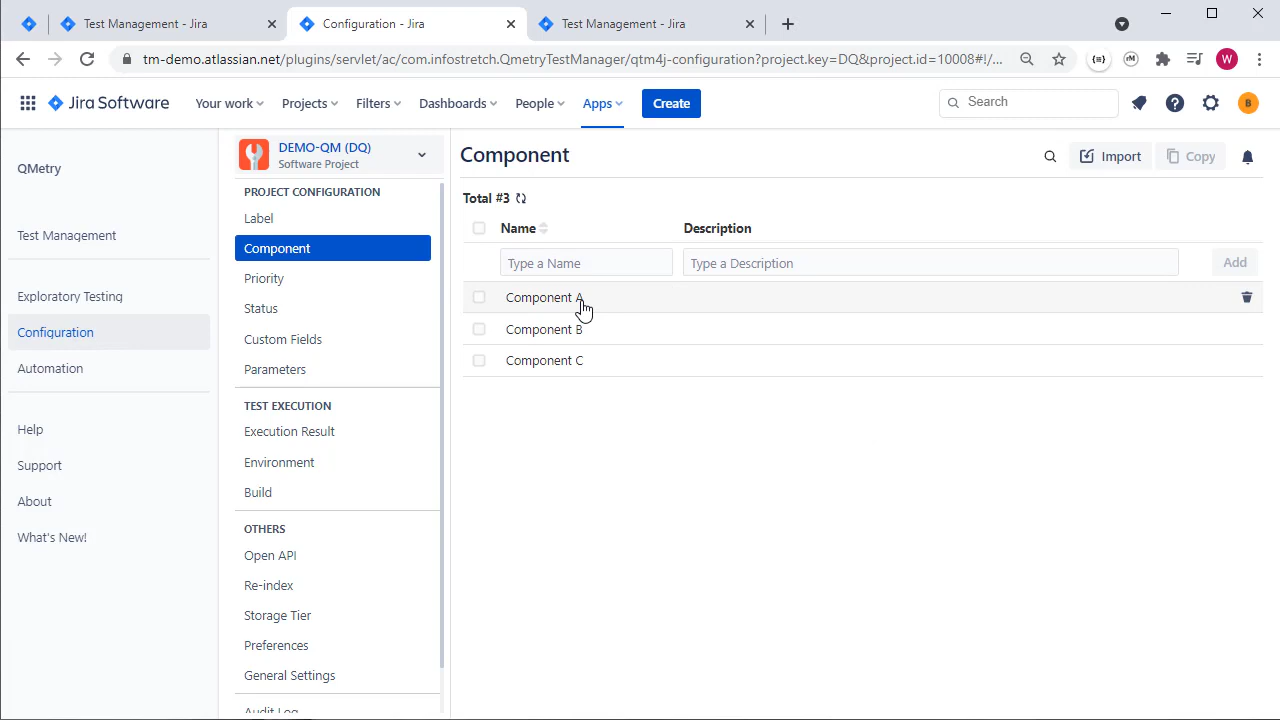 Test Management - Jira
Configuration - Jira
Test Management - Jira
tm-demo.atlassian.net/plugins/servlet/ac/com.infostretch.QmetryTestManager/qtm4j-configuration?project.key=DQ&project.id=10008#!/...
rM
W
Jira Software
Your work
Projects
Filters
Dashboards
People
Apps
Create
Search
B
QMetry
Test Management
Exploratory Testing
Configuration
Automation
Help
Support
About
What's New!
DEMO-QM (DQ)
Software Project
PROJECT CONFIGURATION
Label
Component
Priority
Status
Custom Fields
Parameters
TEST EXECUTION
Execution Result
Environment
Build
OTHERS
Open API
Re-index
Storage Tier
Preferences
General Settings
Audit Log
Component
Import
Copy
Total #3
Name
Description
Type a Name
Type a Description
Add
Component A
Component B
Component C